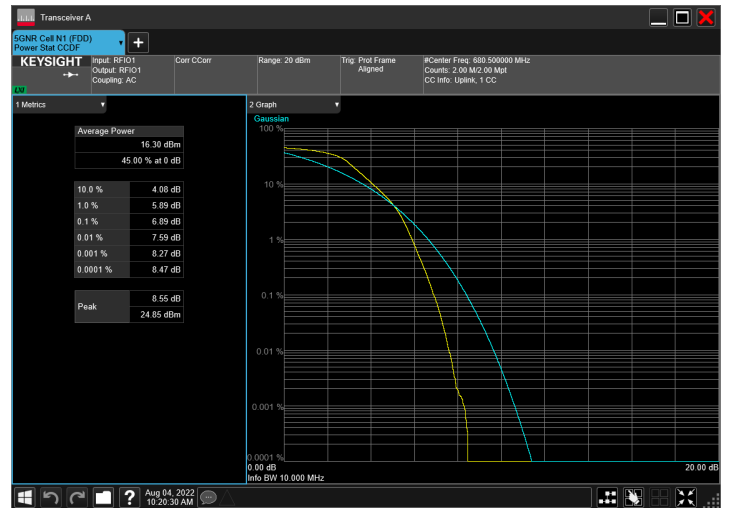 Transceiver A
5GNR Cell N1 (FDD)
Power Stat CCDF
KEYSIGHT
LXI
Input: RFIO1
Output: RFIO1
Coupling: AC
Corr CCorr
Range: 20 dBm
Trig: Prot Frame
Aligned
#Center Freq: 680.500000 MHz
Counts: 2.00 M/2.00 Mpt
CC Info: Uplink, 1 CC
1 Metrics
Average Power
16.30 dBm
45.00 % at 0 dB
10.0 % 4.08 dB
1.0 % 5.89 dB
0.1 % 6.89 dB
0.01 % 7.59 dB
0.001 % 8.27 dB
0.0001 % 8.47 dB
Peak
8.55 dB
24.85 dBm
2 Graph
Gaussian
100 %
10 %
1 %
0.1 %
0.01 %
0.001 %
0.0001 %
0.00 dB
20.00 dB
Info BW 10.000 MHz
?
Aug 04, 2022
10:20:30 AM